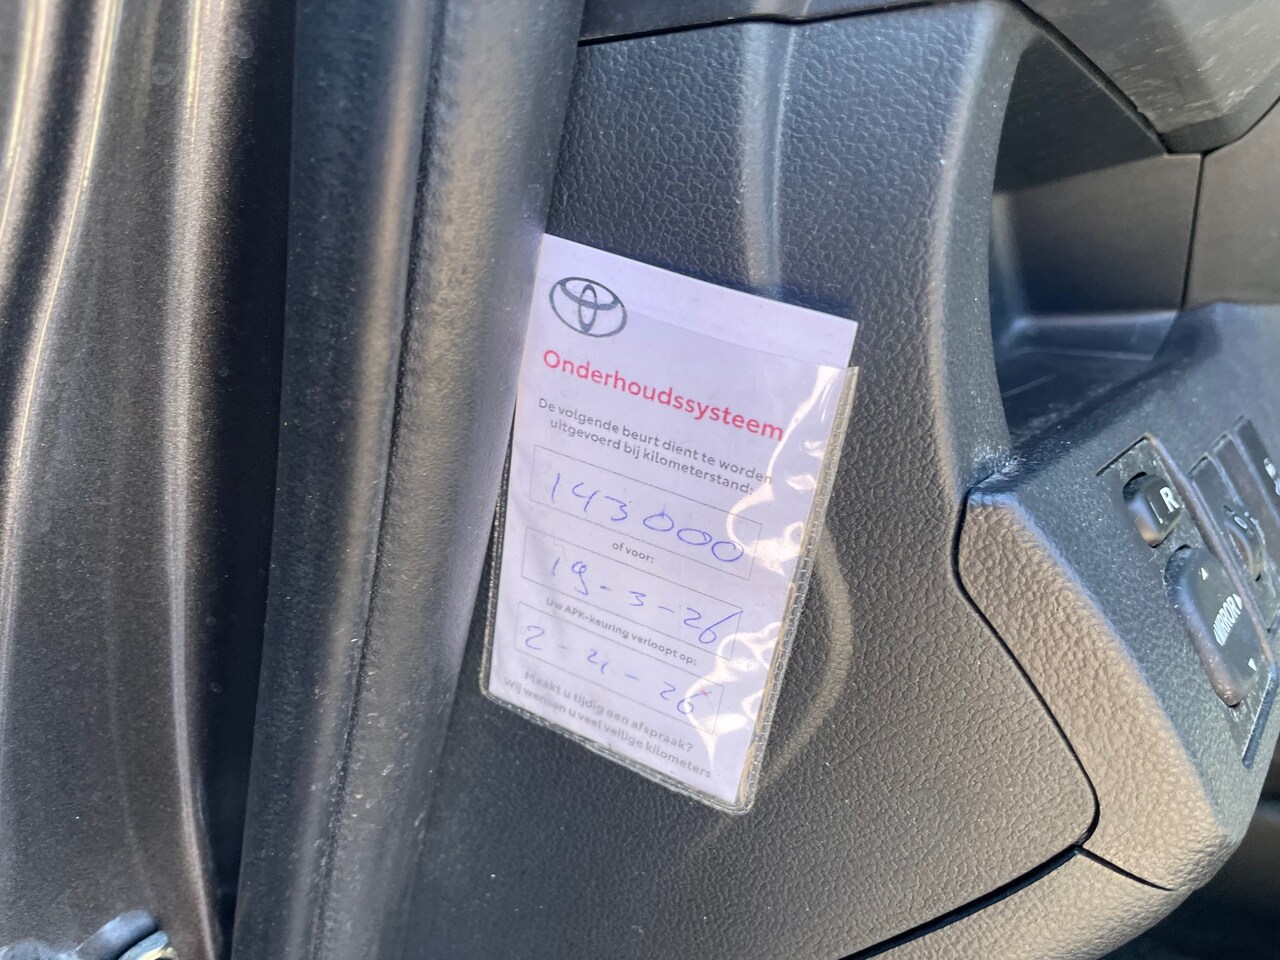 Onderhoudssysteem
De volgende beurt dient te worden
uitgevoerd bij kilometerstand:
143000
of voor:
19-3-26
Uw APK-keuring verloopt op:
2-4-26
Maakt u tijdig een afspraak?
Wij wensen u veel veilige kilometers
R
MIRROR